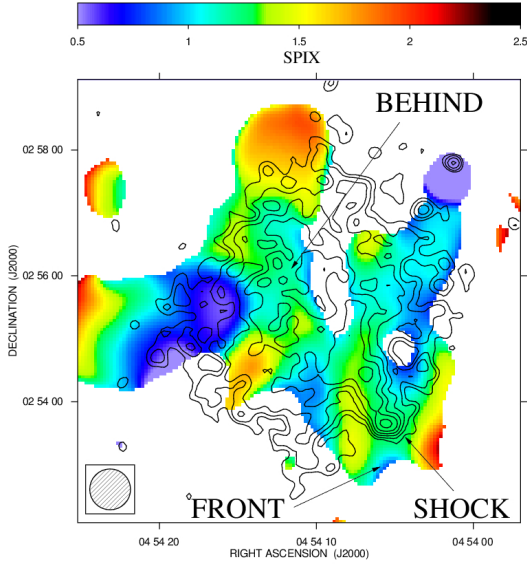 0.5 1 1.5 2 2.5
SPIX
BEHIND
02 58 00
02 56 00
DECLINATION (J2000)
02 54 00
FRONT
SHOCK
04 54 20 04 54 10 04 54 00
RIGHT ASCENSION (J2000)